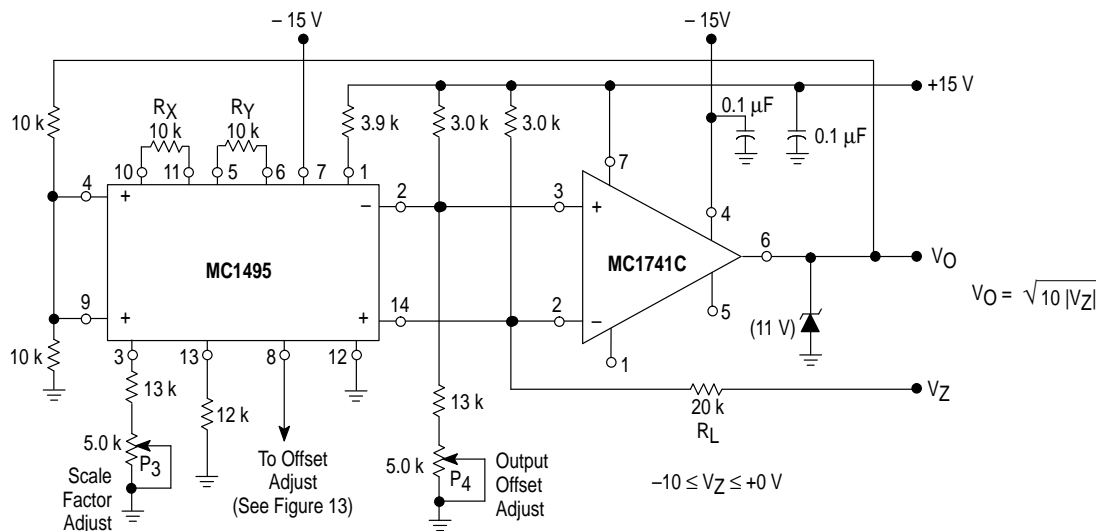 – 15 V
– 15V
+15 V
10 k
RX
10 k
RY
10 k
3.9 k
3.0 k
3.0 k
0.1 µF
0.1 µF
10
11
5
6
7
1
7
4
+
–
2
3
+
4
MC1495
MC1741C
6
VO
VO = √10 |VZ|
9
+
+
14
2
–
5
(11 V)
10 k
3
13
8
12
1
VZ
13 k
12 k
13 k
20 k
RL
5.0 k
P3
Scale
Factor
Adjust
To Offset
Adjust
(See Figure 13)
5.0 k
P4
Output
Offset
Adjust
–10 ≤ VZ ≤ +0 V